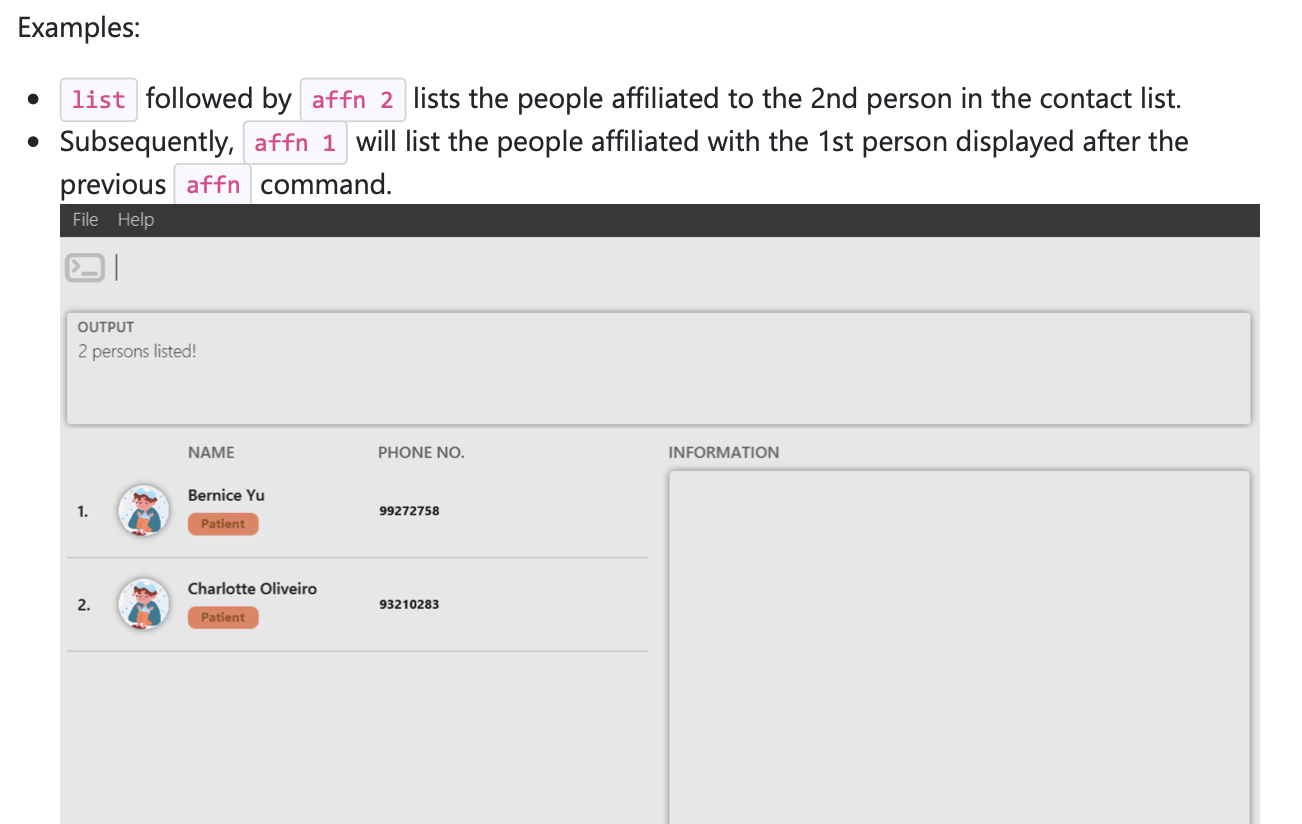 Examples:
list followed by affn 2 lists the people affiliated to the 2nd person in the contact list.
Subsequently, affn 1 will list the people affiliated with the 1st person displayed after the
previous affn command.
File Help
OUTPUT
2 persons listed!
NAME PHONE NO. INFORMATION
1. Bernice Yu 99272758
Patient
2. Charlotte Oliveiro 93210283
Patient